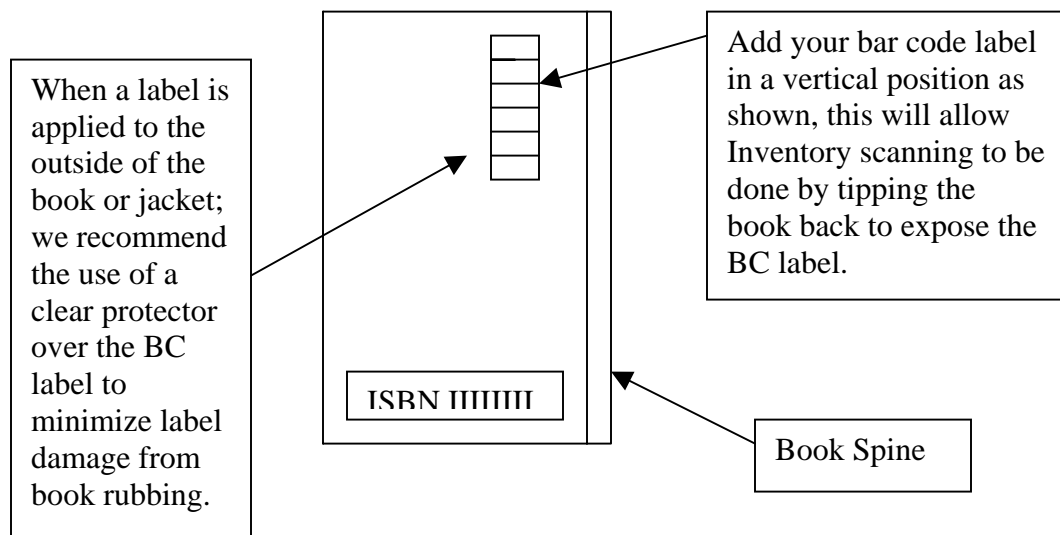 When a label is
applied to the
outside of the
book or jacket;
we recommend
the use of a
clear protector
over the BC
label to
minimize label
damage from
book rubbing.
Add your bar code label
in a vertical position as
shown, this will allow
Inventory scanning to be
done by tipping the
book back to expose the
BC label.
ISBN IIIIIIII
Book Spine